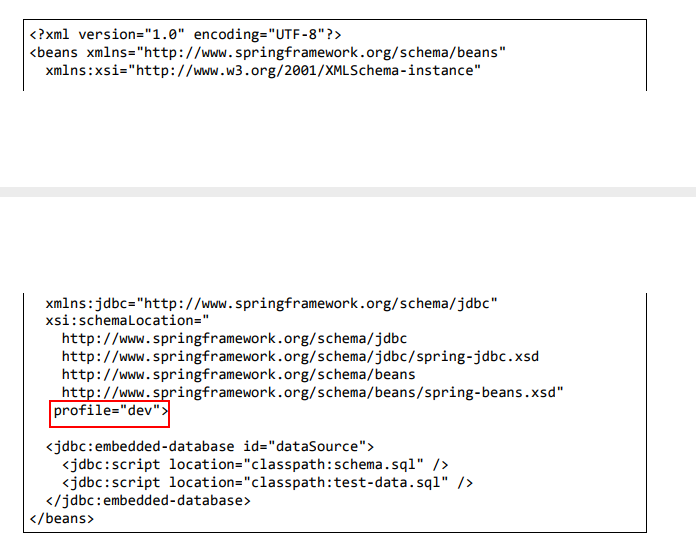 <?xml version="1.0" encoding="UTF-8"?>
<beans xmlns="http://www.springframework.org/schema/beans"
xmlns:xsi="http://www.w3.org/2001/XMLSchema-instance"
xmlns:jdbc="http://www.springframework.org/schema/jdbc"
xsi:schemaLocation="
http://www.springframework.org/schema/jdbc
http://www.springframework.org/schema/jdbc/spring-jdbc.xsd
http://www.springframework.org/schema/beans
http://www.springframework.org/schema/beans/spring-beans.xsd"
profile="dev">
<jdbc:embedded-database id="dataSource">
<jdbc:script location="classpath:schema.sql" />
<jdbc:script location="classpath:test-data.sql" />
</jdbc:embedded-database>
</beans>